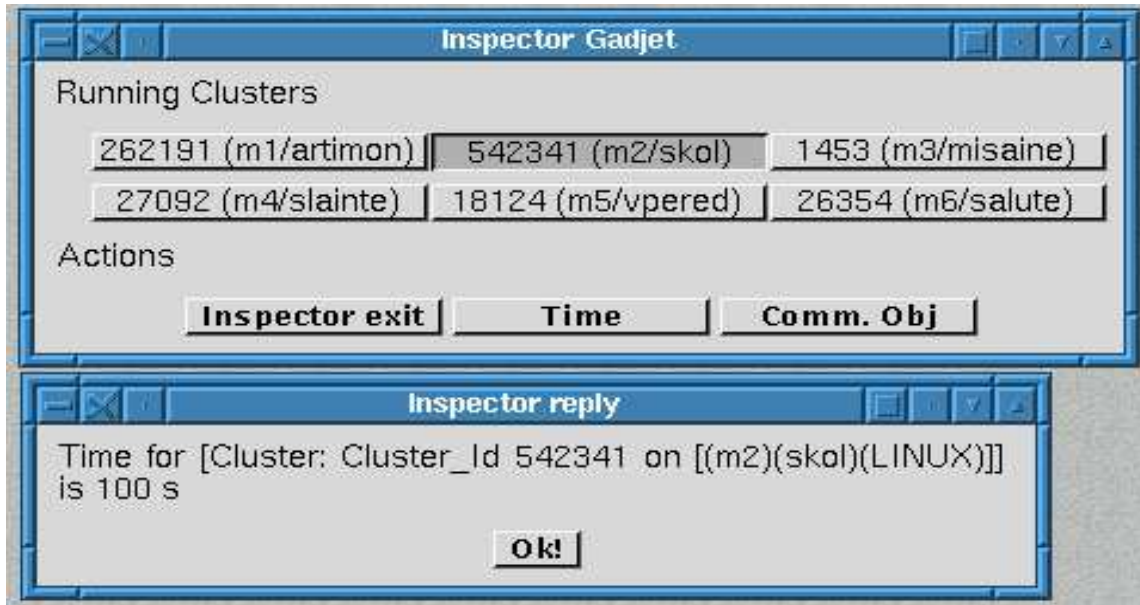 Inspector Gadjet
Running Clusters
262191 (m1/artimon) 542341 (m2/skol) 1453 (m3/misaine)
27092 (m4/slainte) 18124 (m5/vpered) 26354 (m6/salute)
Actions
Inspector exit Time Comm. Obj
Inspector reply
Time for [Cluster: Cluster_Id 542341 on [(m2)(skol)(LINUX)]]
is 100 s
Ok!